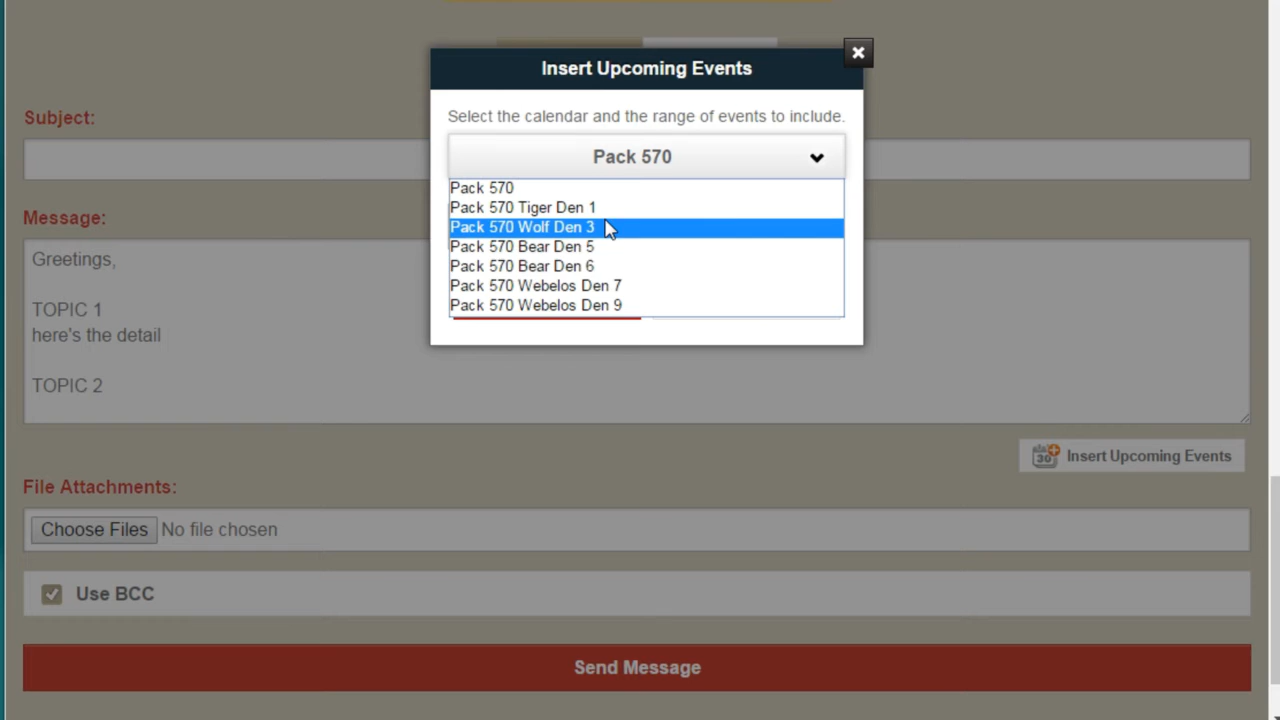 Insert Upcoming Events
Select the calendar and the range of events to include.
Pack 570
Pack 570
Pack 570 Tiger Den 1
Pack 570 Wolf Den 3
Pack 570 Bear Den 5
Pack 570 Bear Den 6
Pack 570 Webelos Den 7
Pack 570 Webelos Den 9
Subject:
Message:
Greetings,
TOPIC 1
here's the detail
TOPIC 2
30 Insert Upcoming Events
File Attachments:
Choose Files No file chosen
Use BCC
Send Message